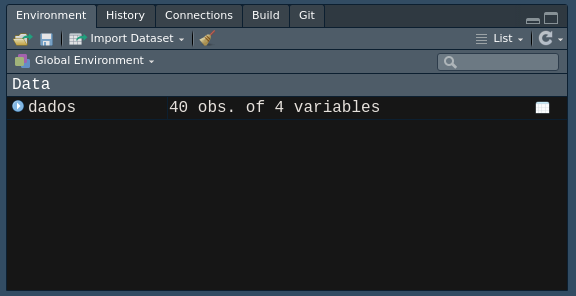 Environment History Connections Build Git
Import Dataset List
Global Environment
Data
dados 40 obs. of 4 variables